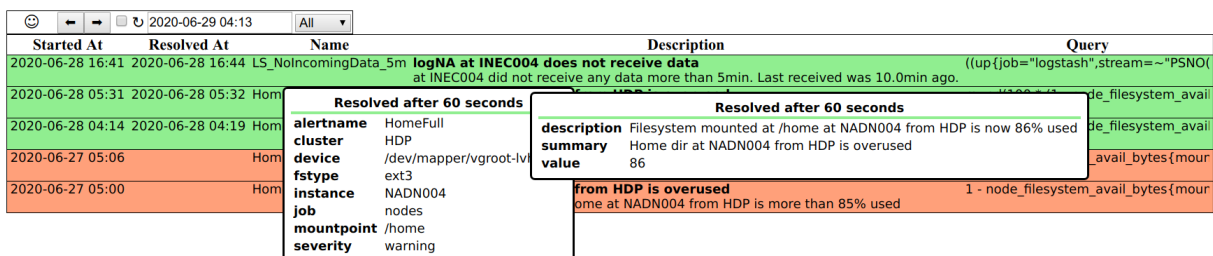 2020-06-29 04:13 All
Started At Resolved At Name Description Query
2020-06-28 16:41 2020-06-28 16:44 LS_NoIncomingData_5m logNA at INEC004 does not receive data ((up{job="logstash",stream=~"PSNO(
at INEC004 did not receive any data more than 5min. Last received was 10.0min ago.
2020-06-28 05:31 2020-06-28 05:32 Hom
2020-06-28 04:14 2020-06-28 04:19 Hom
2020-06-27 05:06 Hom
2020-06-27 05:00 Hom
Resolved after 60 seconds
alertname HomeFull
cluster HDP
device /dev/mapper/vgroot-lvh
fstype ext3
instance NADN004
job nodes
mountpoint /home
severity warning
Resolved after 60 seconds
description Filesystem mounted at /home at NADN004 from HDP is now 86% used
summary Home dir at NADN004 from HDP is overused
value 86
de_filesystem_avail
de_filesystem_avail
_avail_bytes{mour
from HDP is overused 1 - node_filesystem_avail_bytes{mour
ome at NADN004 from HDP is more than 85% used